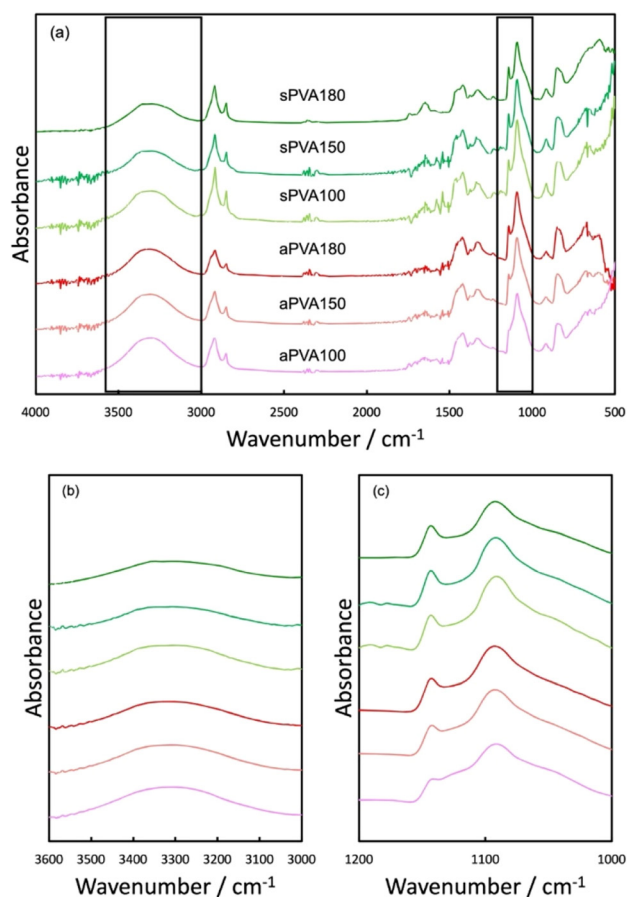 (a)
sPVA180
sPVA150
sPVA100
aPVA180
aPVA150
aPVA100
Absorbance
4000 3500 3000 2500 2000 1500 1000 500
Wavenumber / cm-1
(b)
Absorbance
3600 3500 3400 3300 3200 3100 3000
Wavenumber / cm-1
(c)
Absorbance
1200 1100 1000
Wavenumber / cm-1